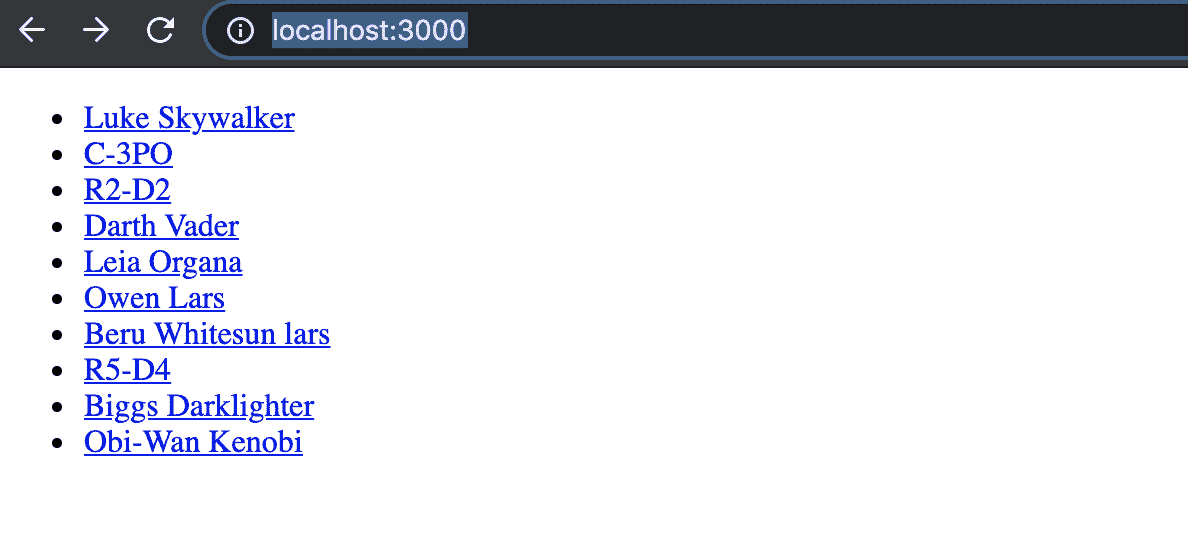 localhost:3000
Luke Skywalker
C-3PO
R2-D2
Darth Vader
Leia Organa
Owen Lars
Beru Whitesun lars
R5-D4
Biggs Darklighter
Obi-Wan Kenobi